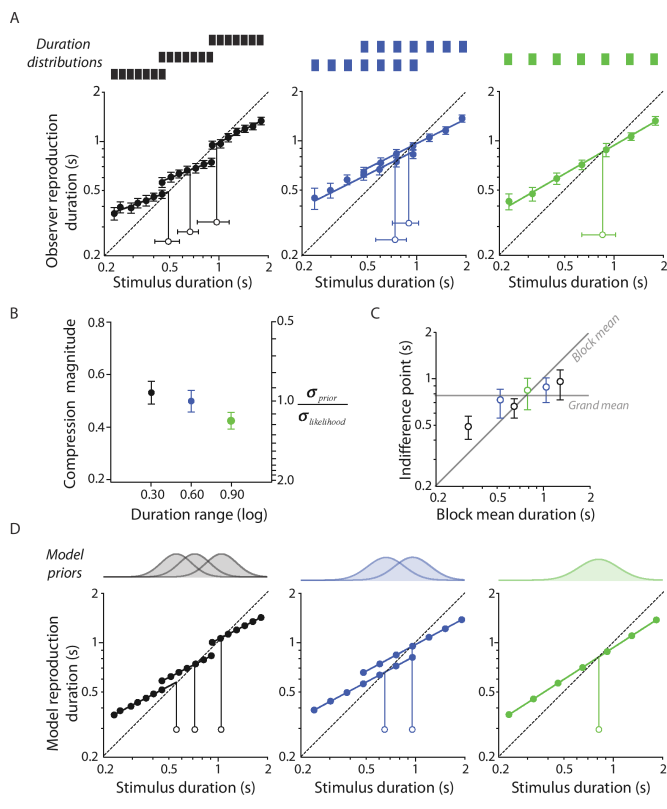 A
Duration
distributions
Observer reproduction
duration (s)
2
1
0.5
0.2
0.2
0.5
1
2
Stimulus duration (s)
2
1
0.5
0.2
0.2
0.5
1
2
Stimulus duration (s)
2
1
0.5
0.2
0.2
0.5
1
2
Stimulus duration (s)
B
Compression magnitude
0.8
0.6
0.4
0.2
0.5
1.0
2.0
σprior
σlikelihood
0.30
0.60
0.90
Duration range (log)
C
Indifference point (s)
2
1
0.5
0.2
Block mean
Grand mean
0.2
0.5
1
2
Block mean duration (s)
D
Model
priors
Model reproduction
duration (s)
2
1
0.5
0.2
0.2
0.5
1
2
Stimulus duration (s)
2
1
0.5
0.2
0.2
0.5
1
2
Stimulus duration (s)
2
1
0.5
0.2
0.2
0.5
1
2
Stimulus duration (s)